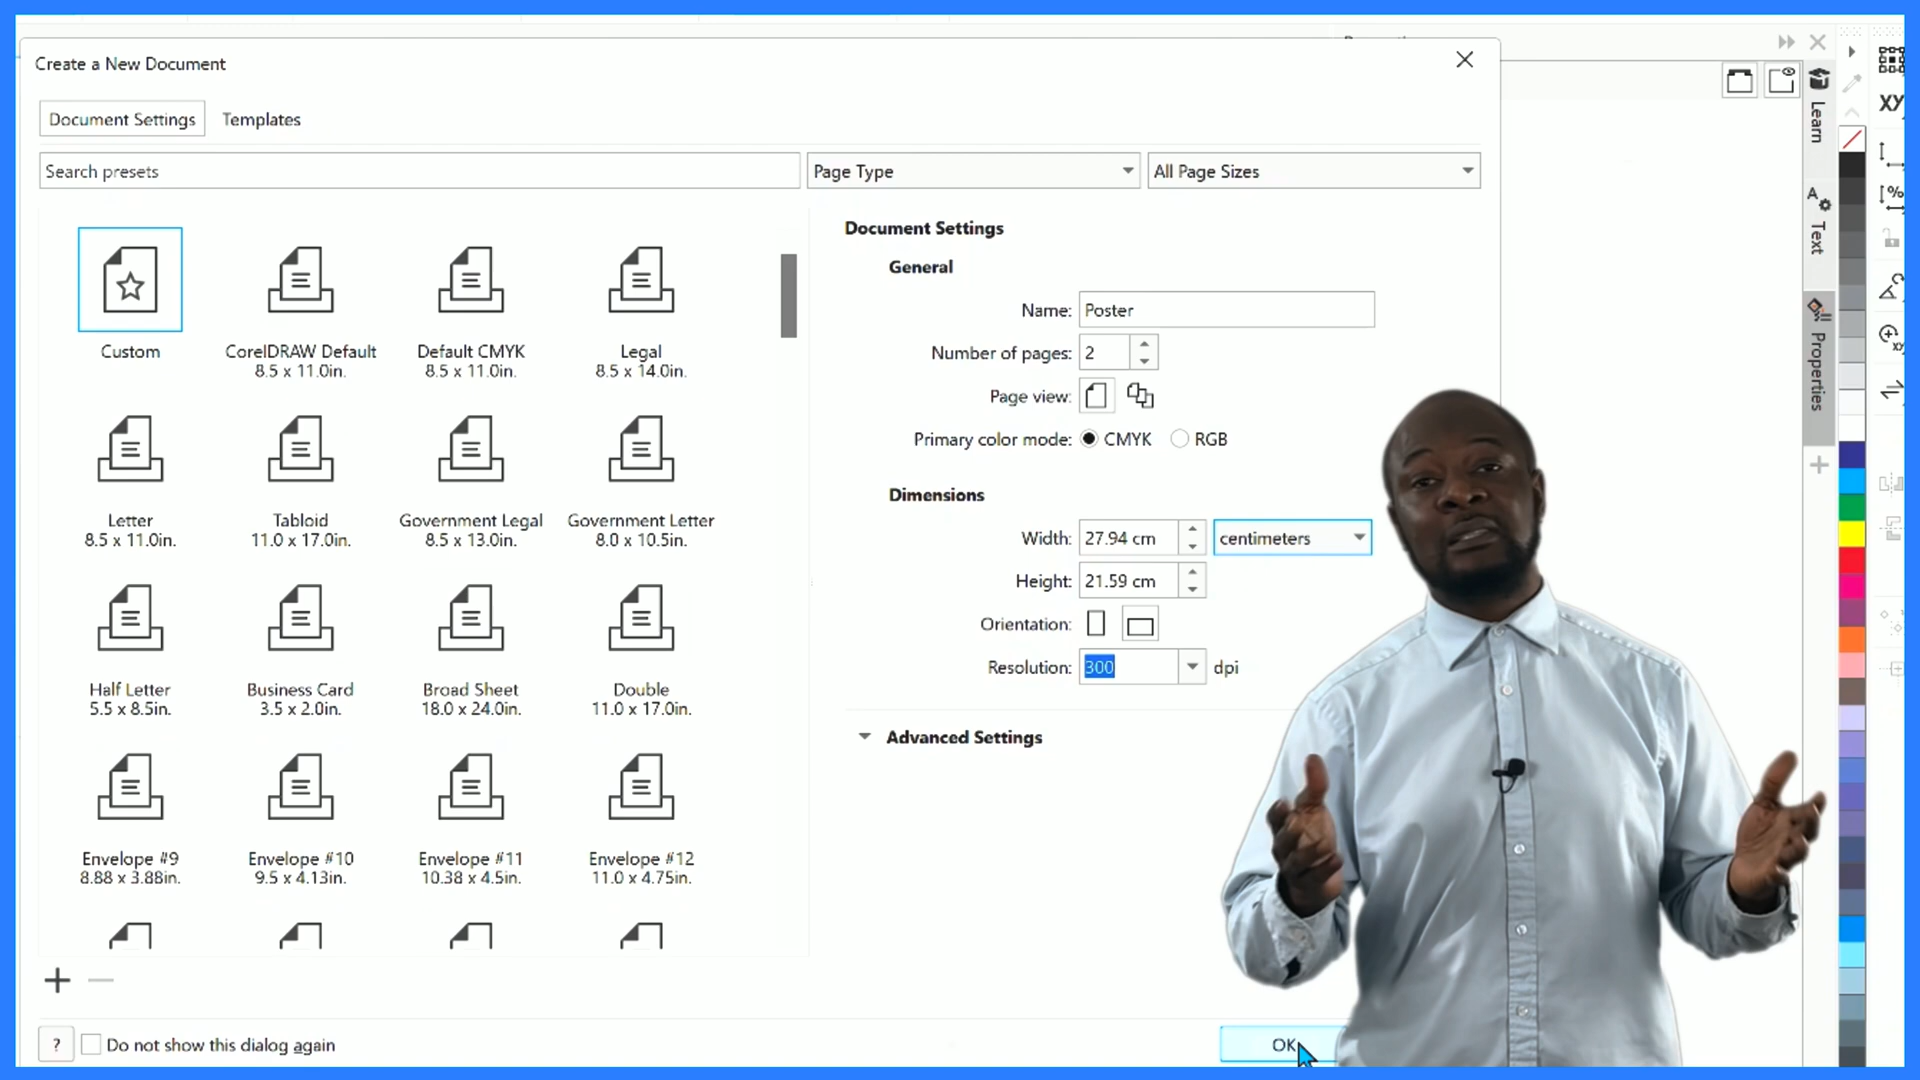 Create a New Document
Document Settings
Templates
Search presets
Page Type
All Page Sizes
Custom
CorelDRAW Default
8.5 x 11.0in.
Default CMYK
8.5 x 11.0in.
Legal
8.5 x 14.0in.
Letter
8.5 x 11.0in.
Tabloid
11.0 x 17.0in.
Government Legal
8.5 x 13.0in.
Government Letter
8.0 x 10.5in.
Half Letter
5.5 x 8.5in.
Business Card
3.5 x 2.0in.
Broad Sheet
18.0 x 24.0in.
Double
11.0 x 17.0in.
Envelope #9
8.88 x 3.88in.
Envelope #10
9.5 x 4.13in.
Envelope #11
10.38 x 4.5in.
Envelope #12
11.0 x 4.75in.
Document Settings
General
Name: Poster
Number of pages: 2
Page view:
Primary color mode: CMYK RGB
Dimensions
Width: 27.94 cm centimeters
Height: 21.59 cm
Orientation:
Resolution: 300 dpi
Advanced Settings
? Do not show this dialog again
OK
Learn
Text
Properties
XY